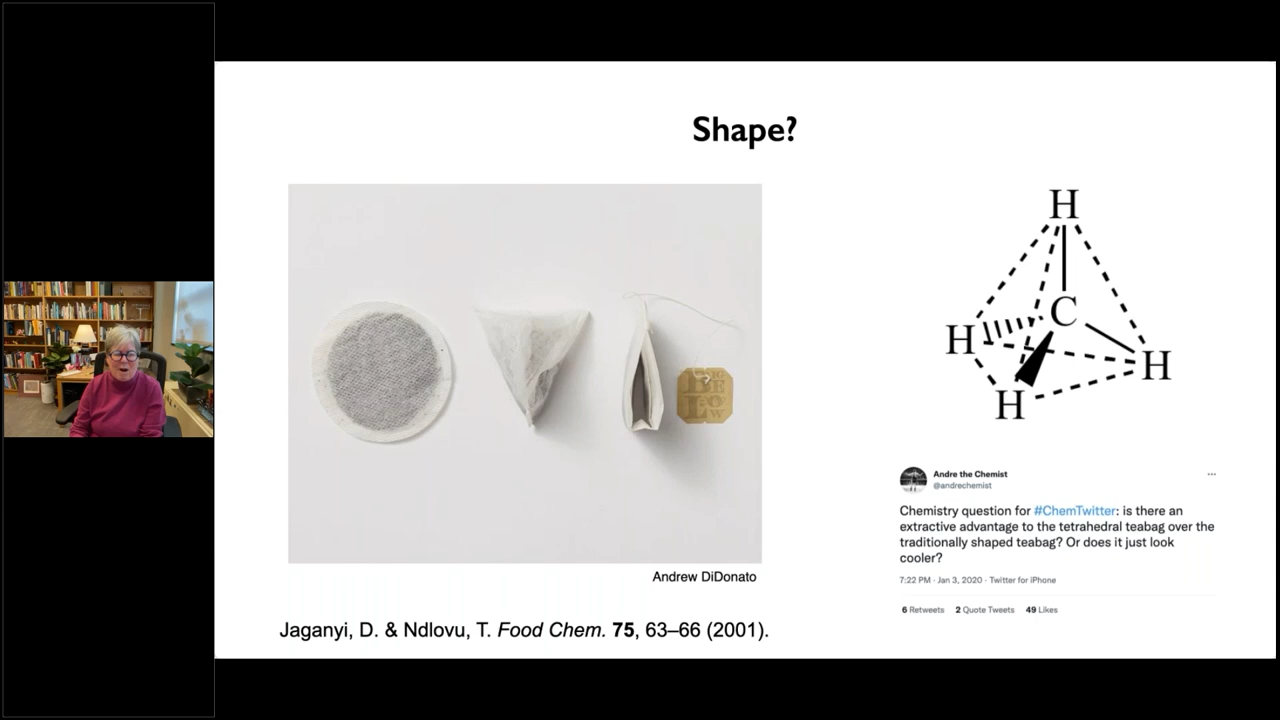 Shape?
H
C
H
H
H
BE
LOW
Andrew DiDonato
Jaganyi, D. & Ndlovu, T. Food Chem. 75, 63–66 (2001).
Andre the Chemist
@andrechemist
Chemistry question for #ChemTwitter: is there an
extractive advantage to the tetrahedral teabag over the
traditionally shaped teabag? Or does it just look
cooler?
7:22 PM · Jan 3, 2020 · Twitter for iPhone
6 Retweets 2 Quote Tweets 49 Likes